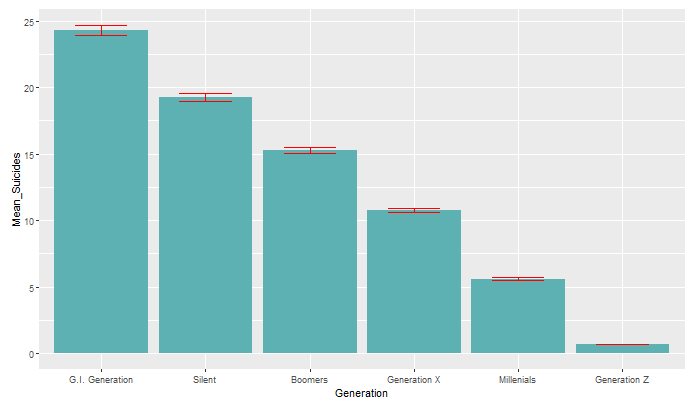 25
20
15
10
5
0
Mean_Suicides
G.I. Generation
Silent
Boomers
Generation X
Millenials
Generation Z
Generation